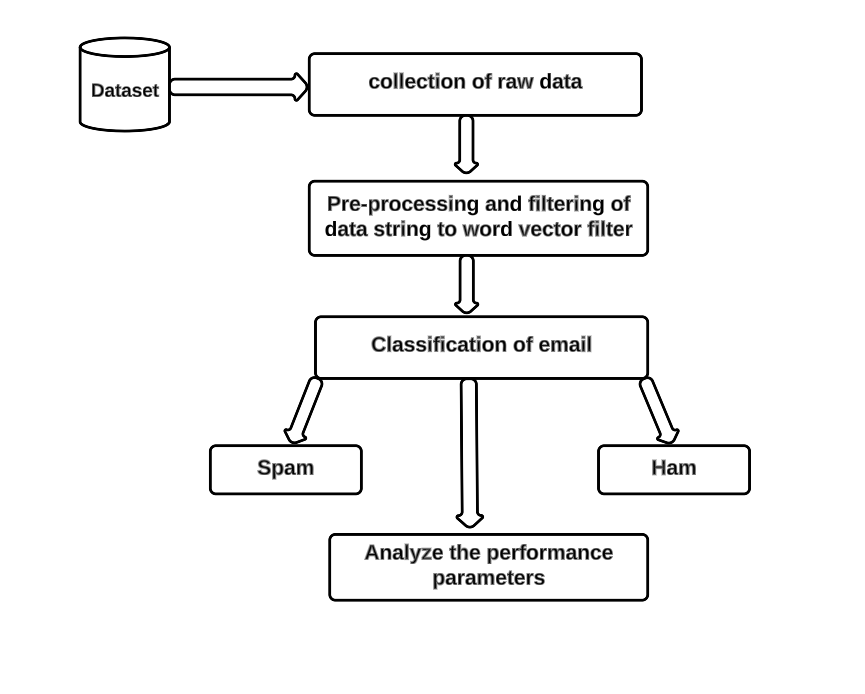 Dataset
collection of raw data
Pre-processing and filtering of
data string to word vector filter
Classification of email
Spam
Ham
Analyze the performance
parameters